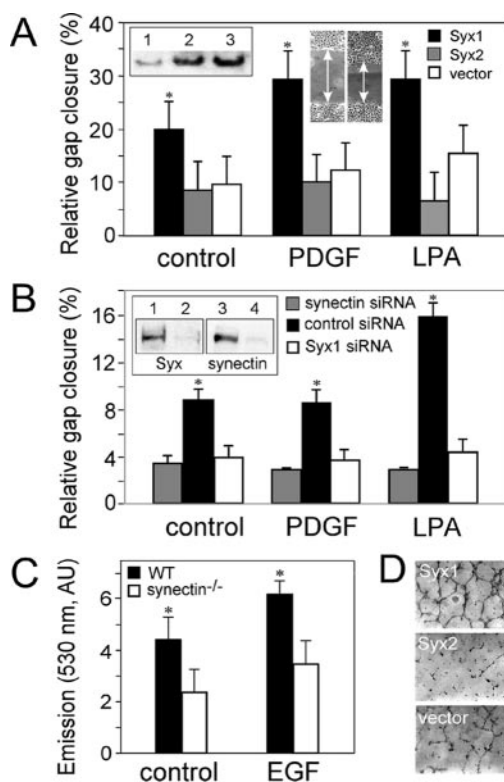 A
Relative gap closure (%)
40
30
20
10
0
1 2 3
Syx1
Syx2
vector
*
*
*
control PDGF LPA
B
Relative gap closure (%)
16
12
8
4
0
1 2 3 4
Syx synectin
synectin siRNA
control siRNA
Syx1 siRNA
*
*
*
control PDGF LPA
C
Emission (530 nm, AU)
6
4
2
0
WT
synectin-/-
*
*
control EGF
D
Syx1
Syx2
vector